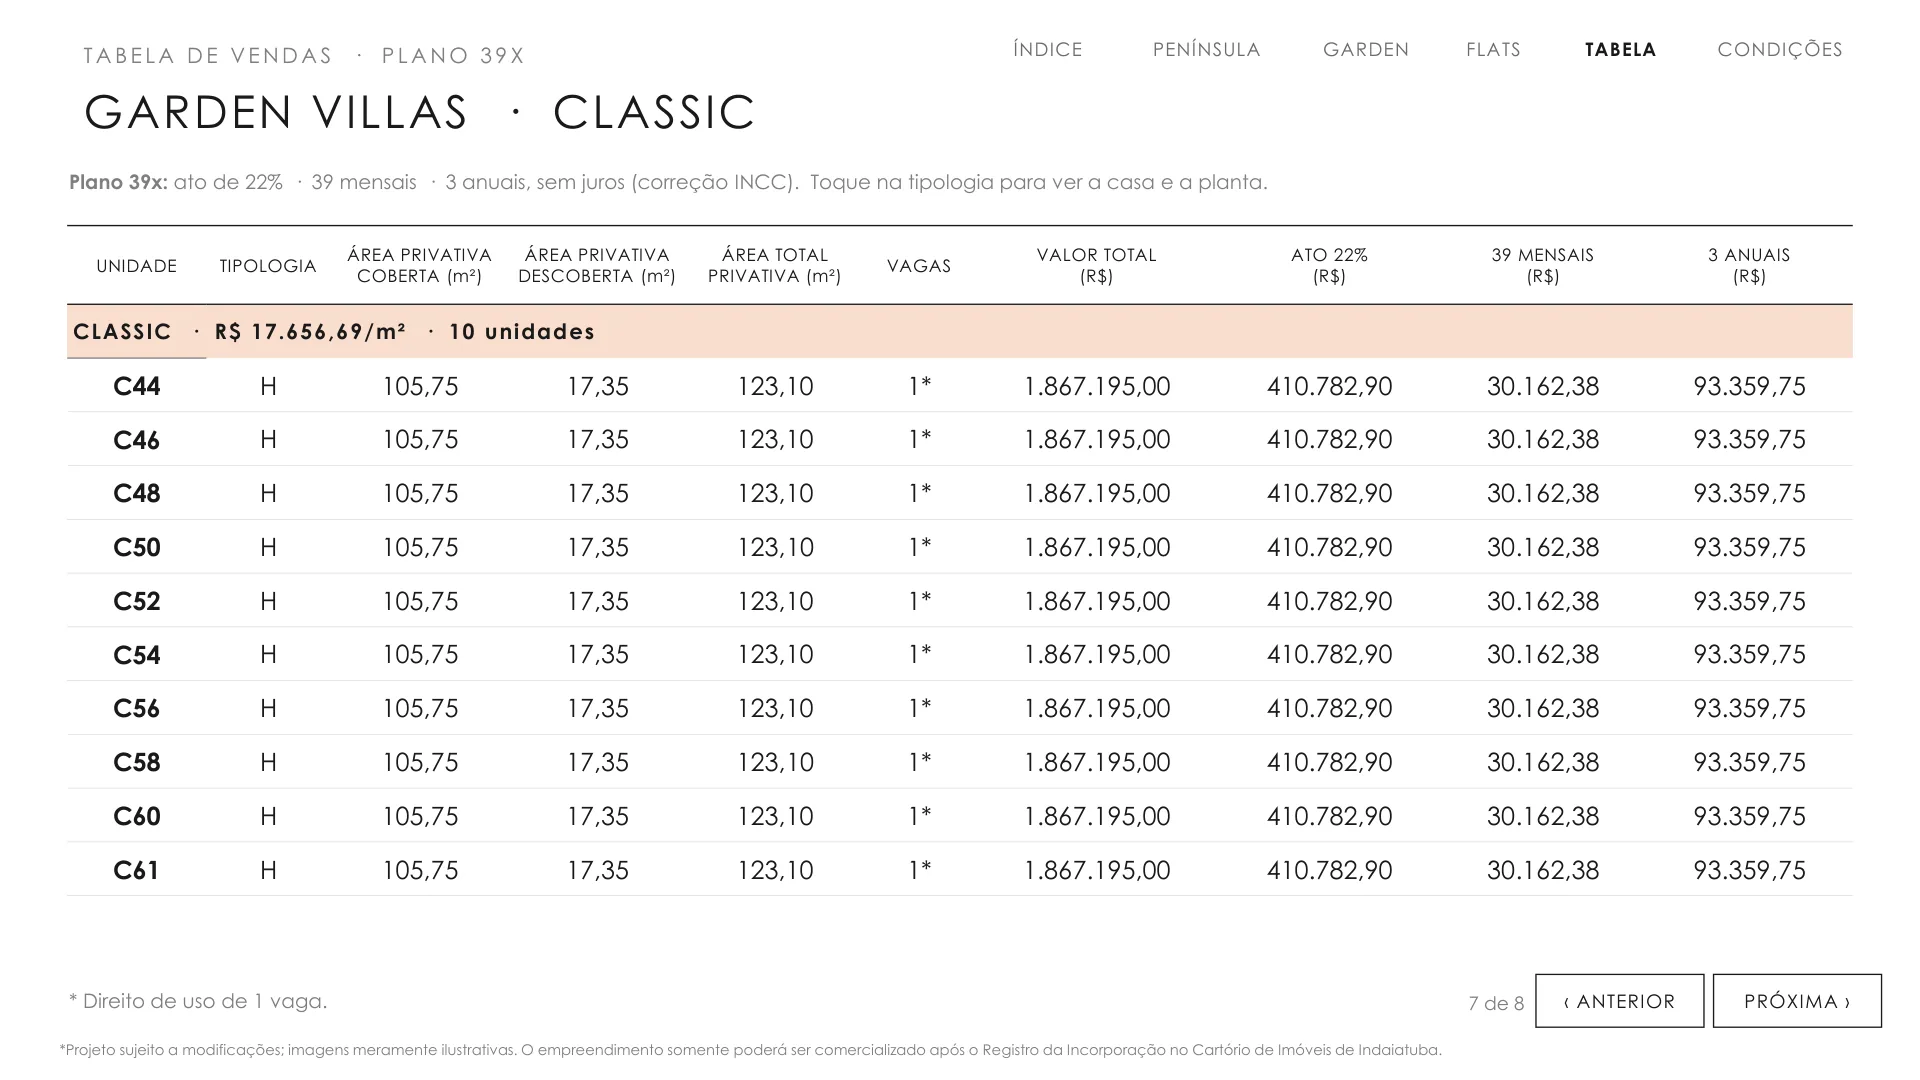 TABELA DE VENDAS · PLANO 39X
ÍNDICE PENÍNSULA GARDEN FLATS TABELA CONDIÇÕES
GARDEN VILLAS · CLASSIC
Plano 39x: ato de 22% · 39 mensais · 3 anuais, sem juros (correção INCC). Toque na tipologia para ver a casa e a planta.
UNIDADE TIPOLOGIA ÁREA PRIVATIVA COBERTA (m²) ÁREA PRIVATIVA DESCOBERTA (m²) ÁREA TOTAL PRIVATIVA (m²) VAGAS VALOR TOTAL (R$) ATO 22% (R$) 39 MENSAIS (R$) 3 ANUAIS (R$)
CLASSIC · R$ 17.656,69/m² · 10 unidades
C44 H 105,75 17,35 123,10 1* 1.867.195,00 410.782,90 30.162,38 93.359,75
C46 H 105,75 17,35 123,10 1* 1.867.195,00 410.782,90 30.162,38 93.359,75
C48 H 105,75 17,35 123,10 1* 1.867.195,00 410.782,90 30.162,38 93.359,75
C50 H 105,75 17,35 123,10 1* 1.867.195,00 410.782,90 30.162,38 93.359,75
C52 H 105,75 17,35 123,10 1* 1.867.195,00 410.782,90 30.162,38 93.359,75
C54 H 105,75 17,35 123,10 1* 1.867.195,00 410.782,90 30.162,38 93.359,75
C56 H 105,75 17,35 123,10 1* 1.867.195,00 410.782,90 30.162,38 93.359,75
C58 H 105,75 17,35 123,10 1* 1.867.195,00 410.782,90 30.162,38 93.359,75
C60 H 105,75 17,35 123,10 1* 1.867.195,00 410.782,90 30.162,38 93.359,75
C61 H 105,75 17,35 123,10 1* 1.867.195,00 410.782,90 30.162,38 93.359,75
* Direito de uso de 1 vaga.
7 de 8 ‹ ANTERIOR PRÓXIMA ›
*Projeto sujeito a modificações; imagens meramente ilustrativas. O empreendimento somente poderá ser comercializado após o Registro da Incorporação no Cartório de Imóveis de Indaiatuba.